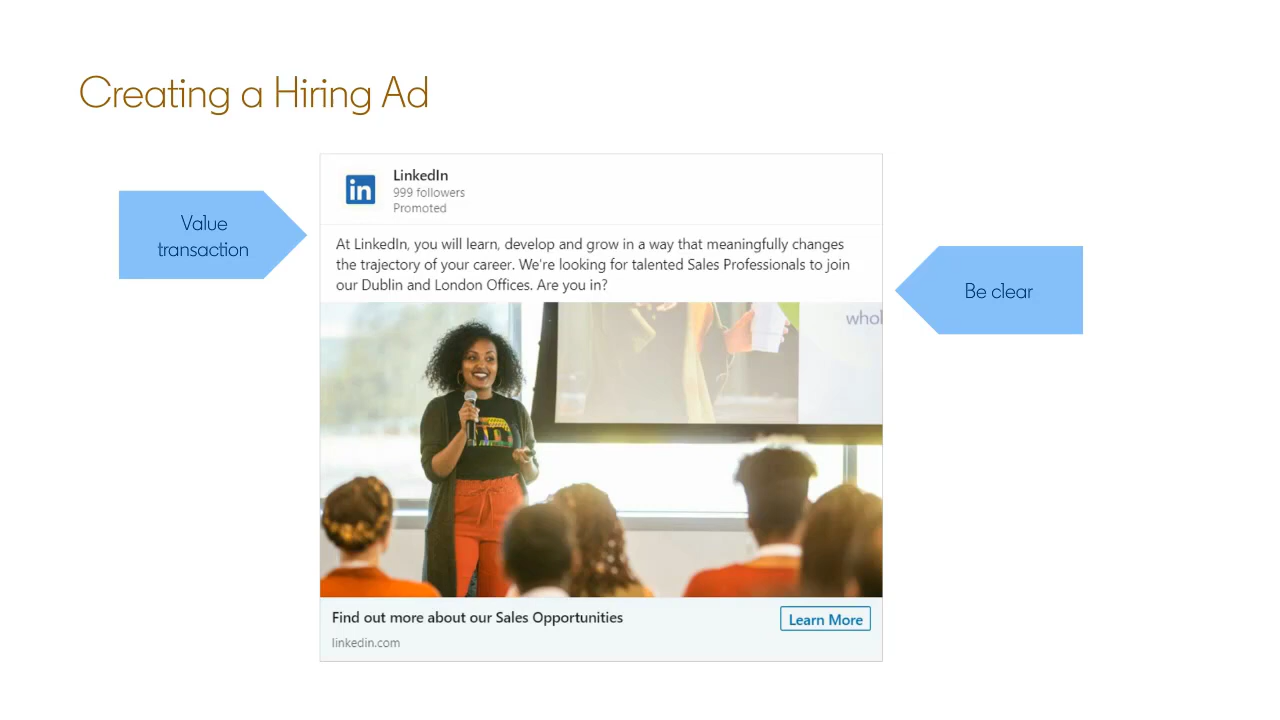 Creating a Hiring Ad
Value
transaction
in
LinkedIn
999 followers
Promoted
At LinkedIn, you will learn, develop and grow in a way that meaningfully changes
the trajectory of your career. We're looking for talented Sales Professionals to join
our Dublin and London Offices. Are you in?
Be clear
whol
Find out more about our Sales Opportunities
Learn More
linkedin.com